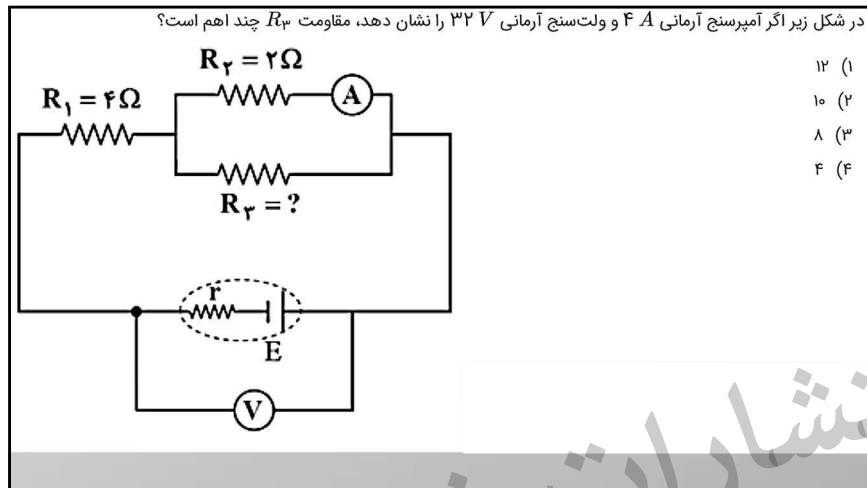 در شکل زیر اگر آمپرسنج آرمانی ۴ A و ولت‌سنج آرمانی ۳۲ V را نشان دهد، مقاومت R۳ چند اهم است؟
۱) ۱۲
۲) ۱۰
۳) ۸
۴) ۴
R۲ = ۲Ω
A
R۱ = ۴Ω
R۳ = ?
r
E
V